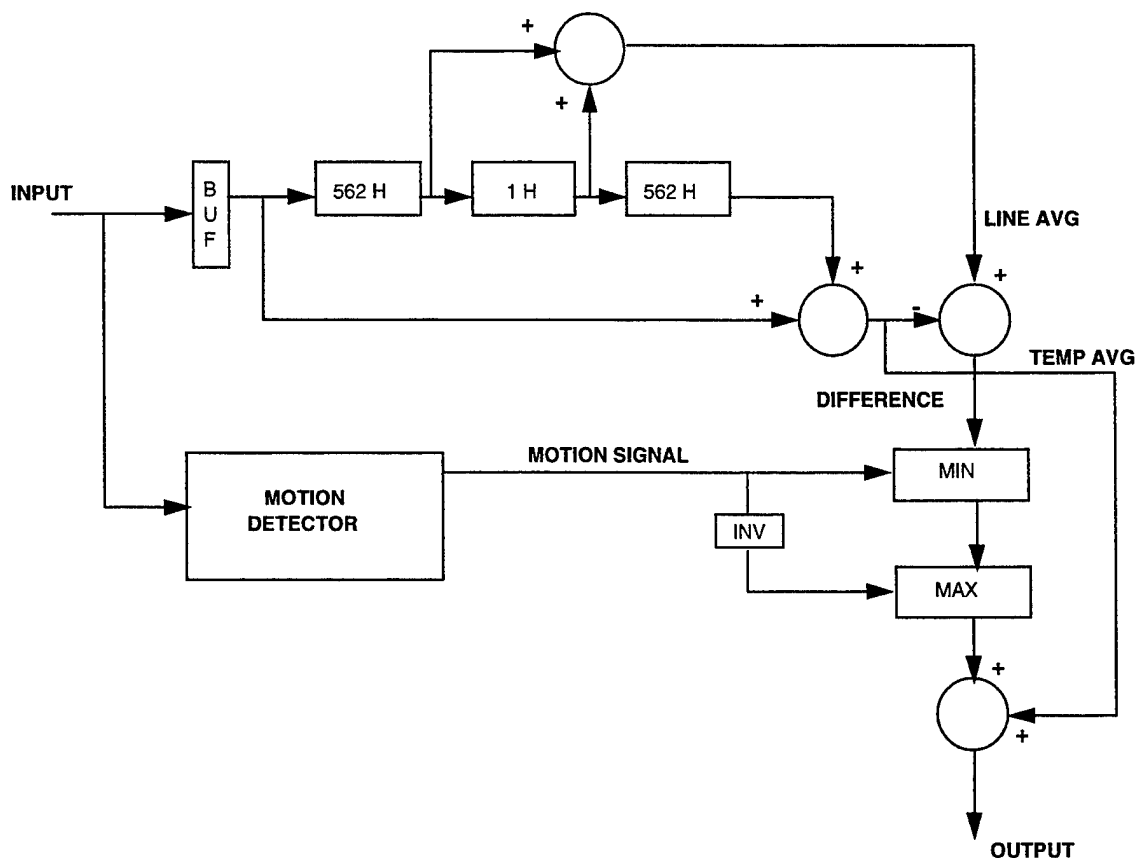 +
+
B
U
F
562 H
1 H
562 H
INPUT
LINE AVG
+
+
+
-
TEMP AVG
DIFFERENCE
MOTION SIGNAL
MIN
MOTION
DETECTOR
INV
MAX
+
+
OUTPUT